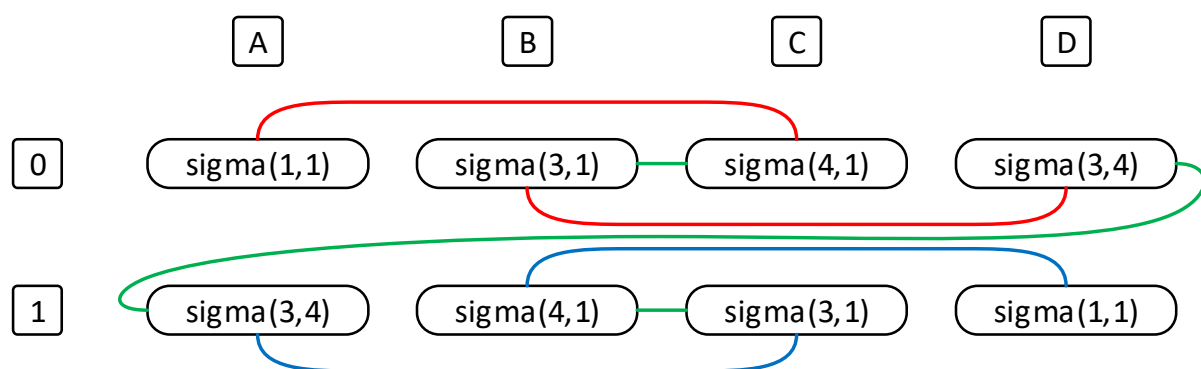 A B C D
0 sigma(1,1) sigma(3,1) sigma(4,1) sigma(3,4)
1 sigma(3,4) sigma(4,1) sigma(3,1) sigma(1,1)